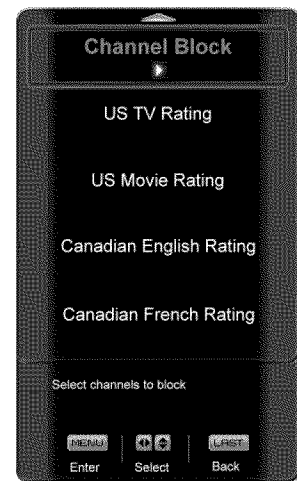 Channel Block
US TV Rating
US Movie Rating
Canadian English Rating
Canadian French Rating
Select channels to block
MENU LAST
Enter Select Back